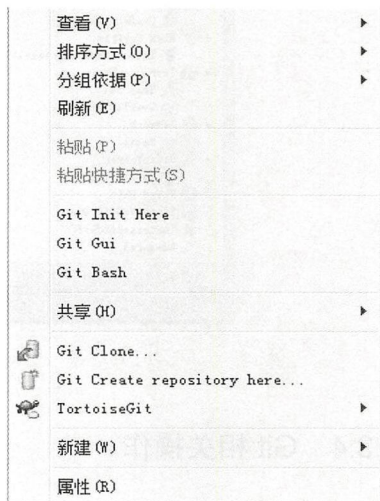 查看(V)
排序方式(O)
分组依据(P)
刷新(E)
粘贴(P)
粘贴快捷方式(S)
Git Init Here
Git Gui
Git Bash
共享(H)
Git Clone...
Git Create repository here...
TortoiseGit
新建(W)
属性(R)